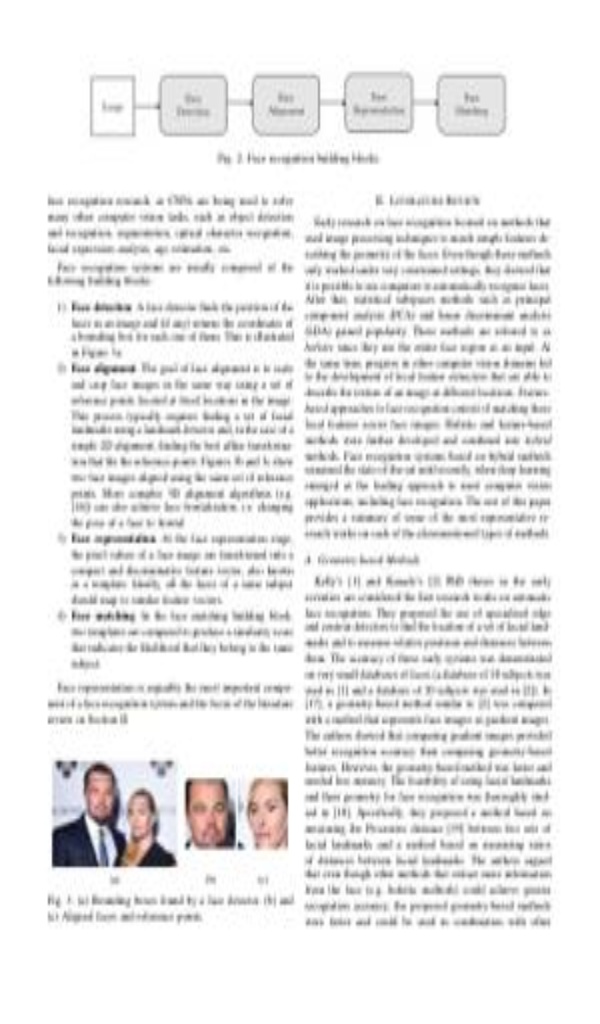 Image
Face Detection
Face Alignment
Face Representation
Face Matching
Fig. 2. Face recognition building blocks.
face recognition research, as CNNs are being used to solve
many other computer vision tasks, such as object detection
and recognition, segmentation, optical character recognition,
facial expression analysis, age estimation, etc.
Face recognition systems are usually composed of the
following building blocks:
1) Face detection. A face detector finds the position of the
faces in an image and (if any) returns the coordinates of
a bounding box for each one of them. This is illustrated
in Figure 3a.
2) Face alignment. The goal of face alignment is to scale
and crop face images in the same way using a set of
reference points located at fixed locations in the image.
This process typically requires finding a set of facial
landmarks using a landmark detector and, in the case of a
simple 2D alignment, finding the best affine transforma-
tion that fits the reference points. Figures 3b and 3c show
two face images aligned using the same set of reference
points. More complex 3D alignment algorithms (e.g.
[16]) can also achieve face frontalisation, i.e. changing
the pose of a face to frontal.
3) Face representation. At the face representation stage,
the pixel values of a face image are transformed into a
compact and discriminative feature vector, also known
as a template. Ideally, all the faces of a same subject
should map to similar feature vectors.
4) Face matching. In the face matching building block,
two templates are compared to produce a similarity score
that indicates the likelihood that they belong to the same
subject.
Face representation is arguably the most important compo-
nent of a face recognition system and the focus of the literature
review in Section II.
(a)
(b)
(c)
Fig. 3. (a) Bounding boxes found by a face detector. (b) and
(c) Aligned faces and reference points.
II. LITERATURE REVIEW
Early research on face recognition focused on methods that
used image processing techniques to match simple features de-
scribing the geometry of the faces. Even though these methods
only worked under very constrained settings, they showed that
it is possible to use computers to automatically recognise faces.
After that, statistical subspaces methods such as principal
component analysis (PCA) and linear discriminant analysis
(LDA) gained popularity. These methods are referred to as
holistic since they use the entire face region as an input. At
the same time, progress in other computer vision domains led
to the development of local feature extractors that are able to
describe the texture of an image at different locations. Feature-
based approaches to face recognition consist of matching these
local features across face images. Holistic and feature-based
methods were further developed and combined into hybrid
methods. Face recognition systems based on hybrid methods
remained the state-of-the-art until recently, when deep learning
emerged as the leading approach to most computer vision
applications, including face recognition. The rest of this paper
provides a summary of some of the most representative re-
search works on each of the aforementioned types of methods.
A. Geometry-based Methods
Kelly's [1] and Kanade's [2] PhD theses in the early
seventies are considered the first research works on automatic
face recognition. They proposed the use of specialised edge
and contour detectors to find the location of a set of facial land-
marks and to measure relative positions and distances between
them. The accuracy of these early systems was demonstrated
on very small databases of faces (a database of 10 subjects was
used in [1] and a database of 20 subjects was used in [2]). In
[17], a geometry-based method similar to [2] was compared
with a method that represents face images as gradient images.
The authors showed that comparing gradient images provided
better recognition accuracy than comparing geometry-based
features. However, the geometry-based method was faster and
needed less memory. The feasibility of using facial landmarks
and their geometry for face recognition was thoroughly stud-
ied in [18]. Specifically, they proposed a method based on
measuring the Procrustes distance [19] between two sets of
facial landmarks and a method based on measuring ratios
of distances between facial landmarks. The authors argued
that even though other methods that extract more information
from the face (e.g. holistic methods) could achieve greater
recognition accuracy, the proposed geometry-based methods
were faster and could be used in combination with other